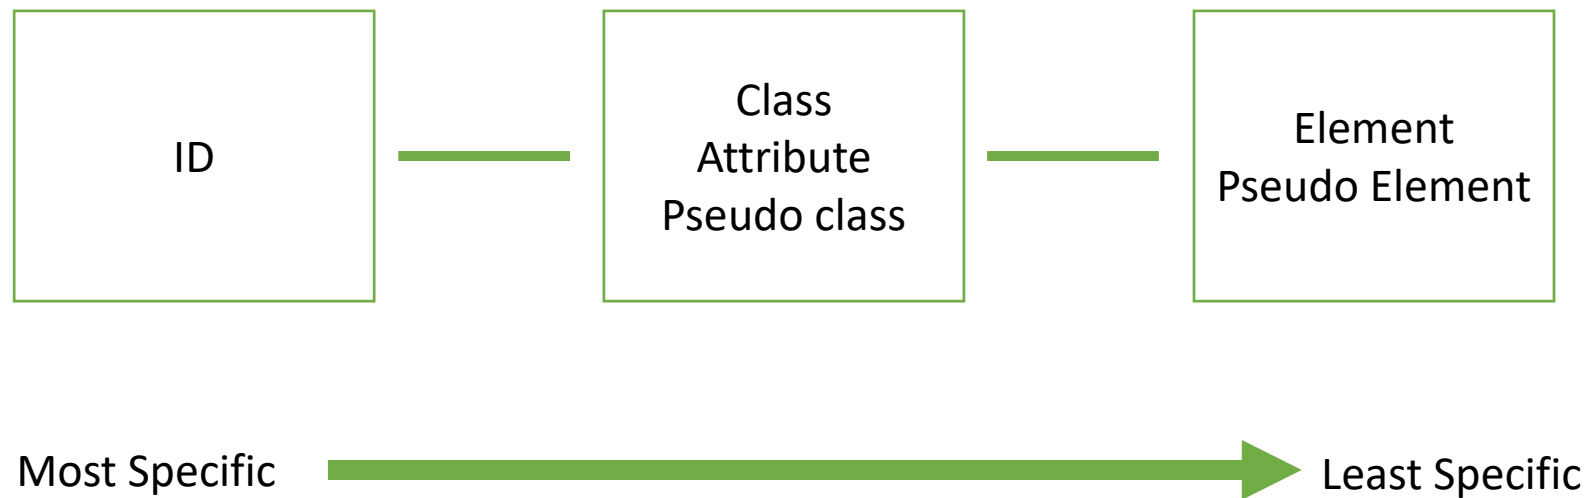 ID
Class
Attribute
Pseudo class
Element
Pseudo Element
Most Specific
Least Specific